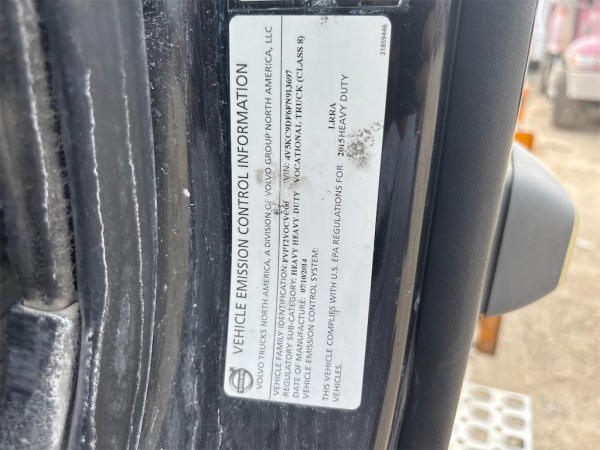 VEHICLE EMISSION CONTROL INFORMATION
VOLVO TRUCKS NORTH AMERICA, A DIVISION OF VOLVO GROUP NORTH AMERICA, LLC
VEHICLE FAMILY IDENTIFICATION: VIN: 4V5KC9DF6FN913697
REGULATORY SUB-CATEGORY: HEAVY HEAVY-DUTY VOCATIONAL TRUCK (CLASS 8)
DATE OF MANUFACTURE: 07/10/2014
VEHICLE EMISSION CONTROL SYSTEM: LRRA
THIS VEHICLE COMPLIES WITH U.S. EPA REGULATIONS FOR 2015 HEAVY DUTY
VEHICLES.
21859446